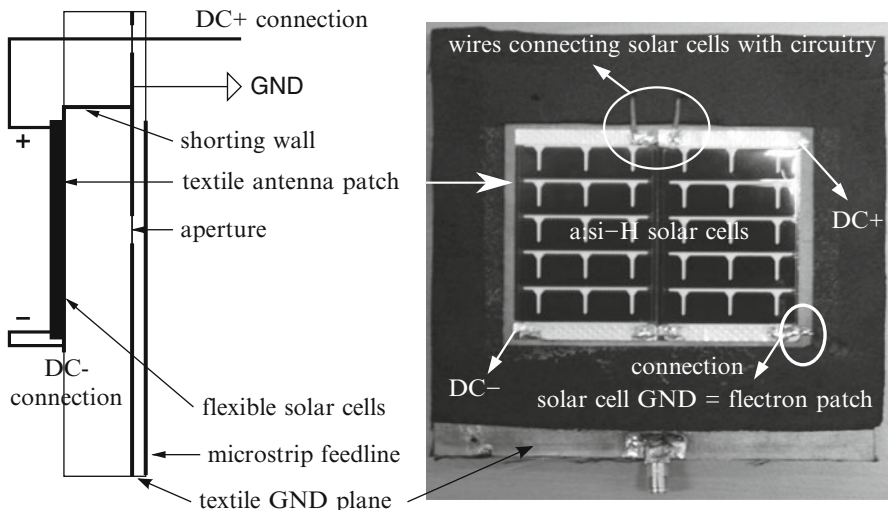 DC+ connection
GND
shorting wall
textile antenna patch
aperture
+
−
DC-
connection
flexible solar cells
microstrip feedline
textile GND plane
wires connecting solar cells with circuitry
DC+
a:si−H solar cells
connection
DC−
solar cell GND = flectron patch